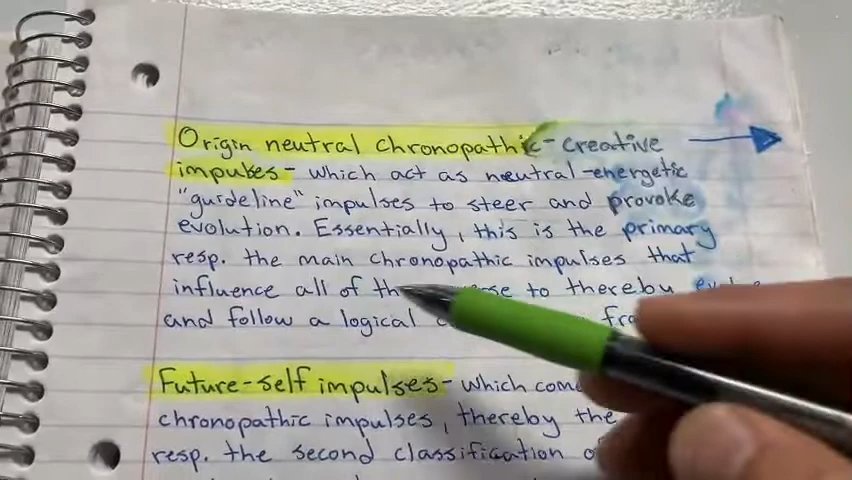 Origin neutral chronopathic-creative
impulses- which act as neutral-energetic
"guideline" impulses to steer and provoke
evolution. Essentially, this is the primary
resp. the main chronopathic impulses that
influence all of to thereby
and follow a logical
Future-self impulses- which
chronopathic impulses, thereby the
resp. the second classification